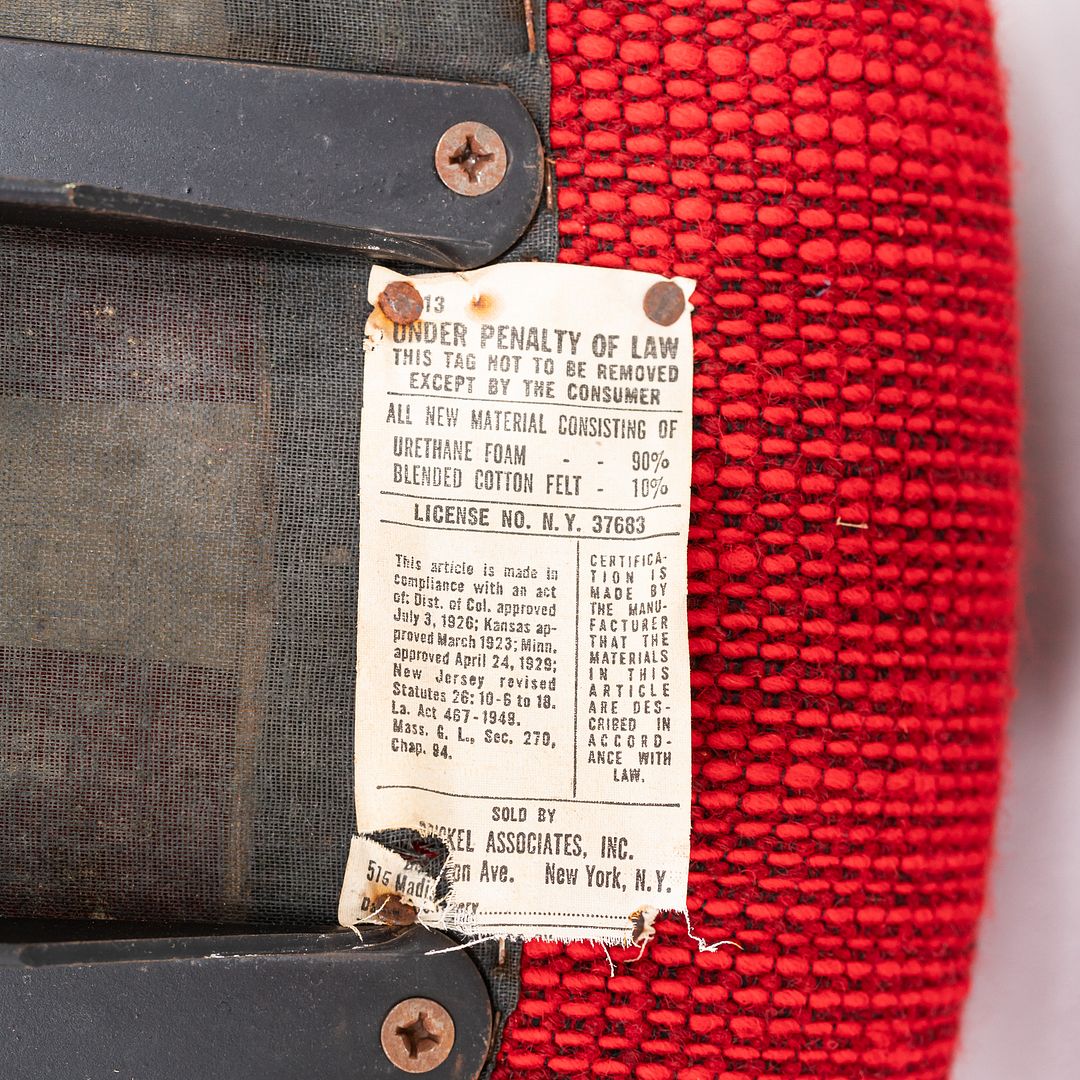 13
UNDER PENALTY OF LAW
THIS TAG NOT TO BE REMOVED
EXCEPT BY THE CONSUMER
ALL NEW MATERIAL CONSISTING OF
URETHANE FOAM - - 90%
BLENDED COTTON FELT - 10%
LICENSE NO. N.Y. 37683
This article is made in
compliance with an act
of: Dist. of Col. approved
July 3, 1926; Kansas ap-
proved March 1923; Minn.
approved April 24, 1929;
New Jersey revised
Statutes 26: 10-6 to 18.
La. Act 467-1948.
Mass. G. L., Sec. 270,
Chap. 94.
CERTIFICA-
TION IS
MADE BY
THE MANU-
FACTURER
THAT THE
MATERIALS
IN THIS
ARTICLE
ARE DES-
CRIBED IN
ACCORD-
ANCE WITH
LAW.
SOLD BY
ASSOCIATES, INC.
515 Ave. New York, N.Y.